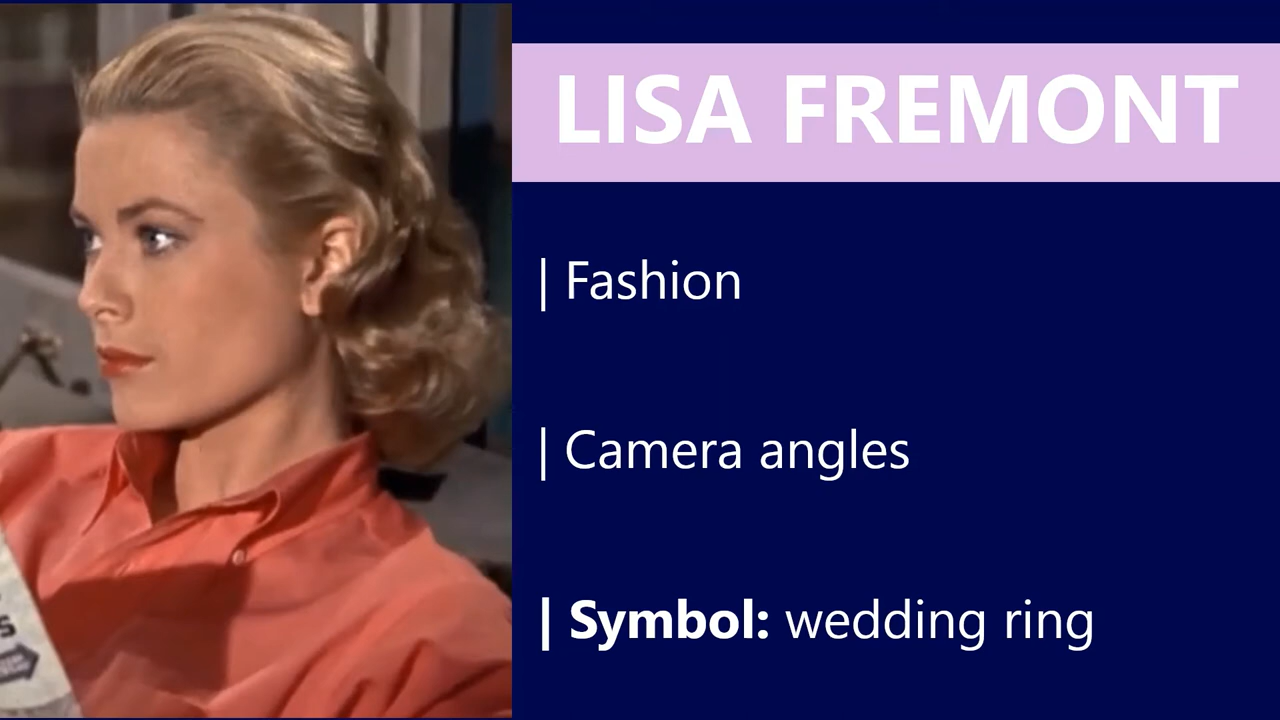 LISA FREMONT
| Fashion
| Camera angles
| Symbol: wedding ring